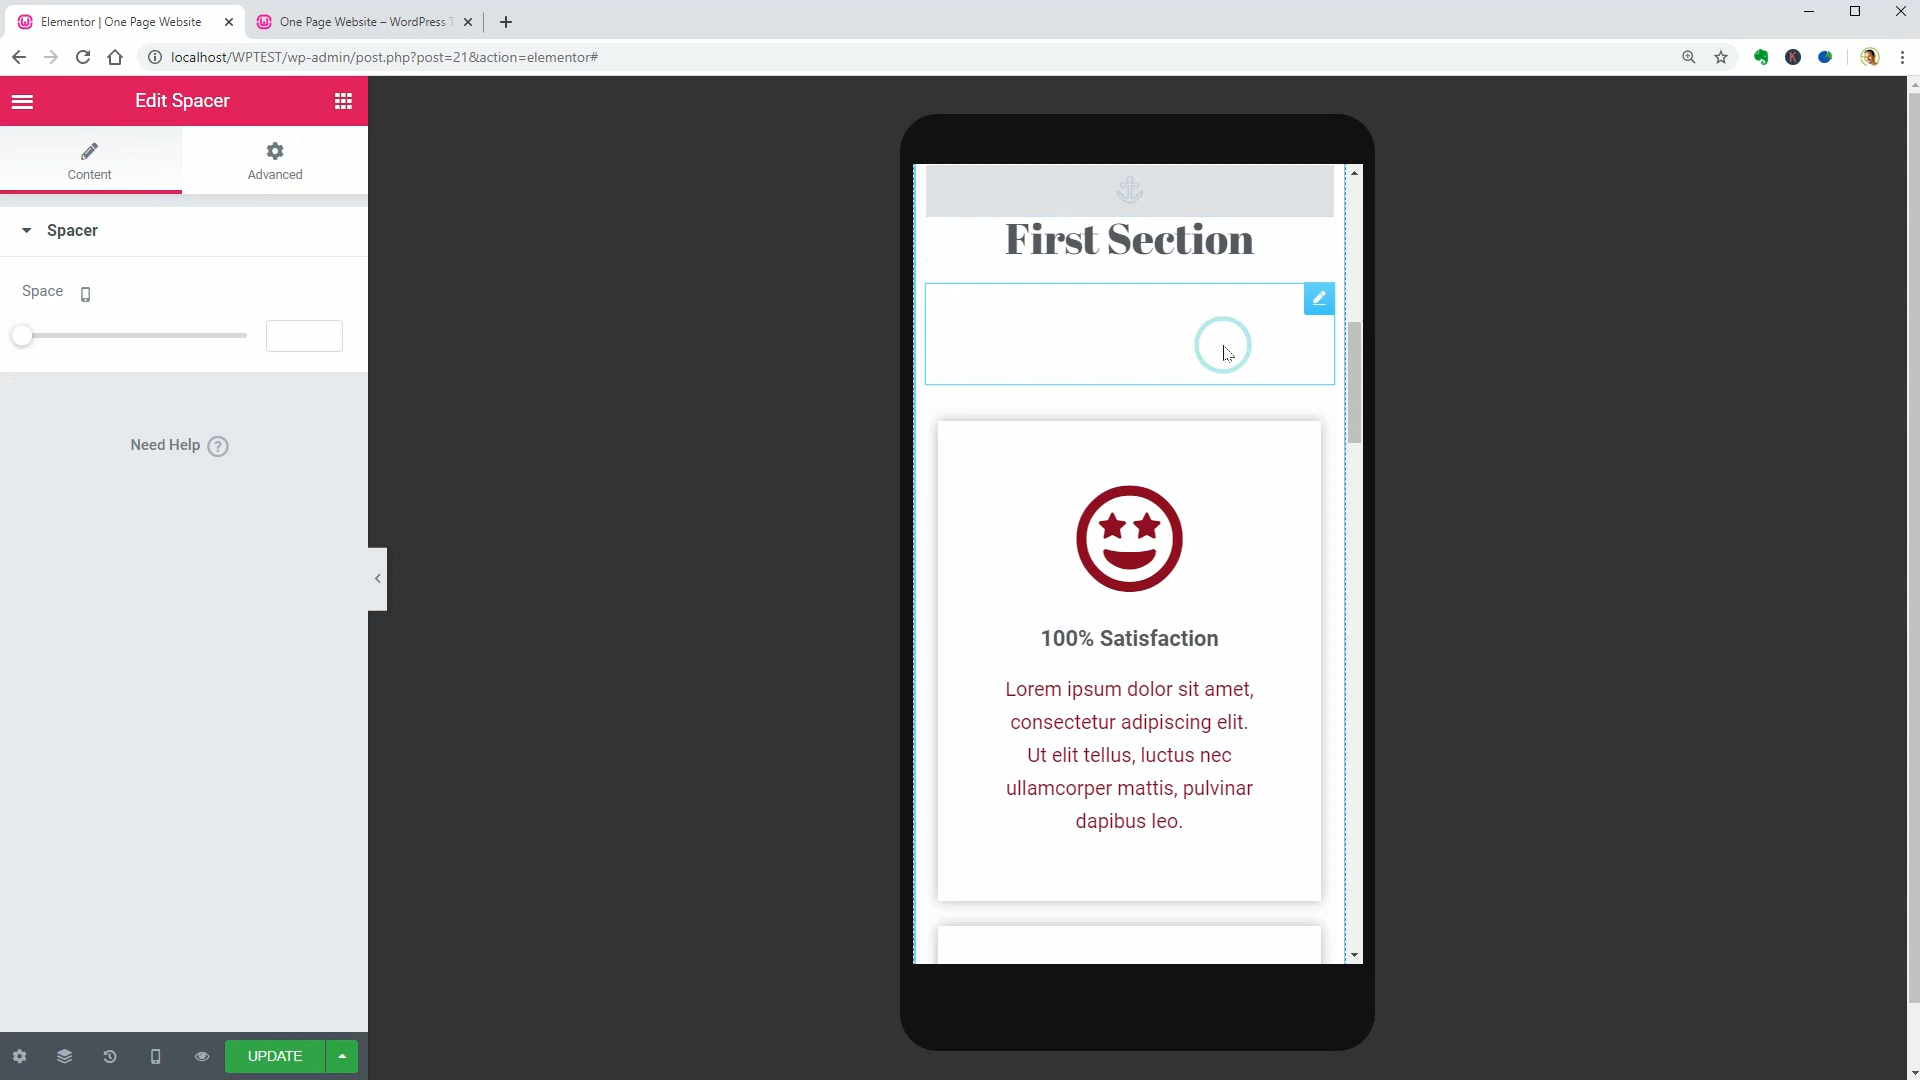 Elementor | One Page Website
One Page Website – WordPress T
localhost/WPTEST/wp-admin/post.php?post=21&action=elementor#
Edit Spacer
Content
Advanced
Spacer
Space
Need Help ?
UPDATE
First Section
100% Satisfaction
Lorem ipsum dolor sit amet,
consectetur adipiscing elit.
Ut elit tellus, luctus nec
ullamcorper mattis, pulvinar
dapibus leo.